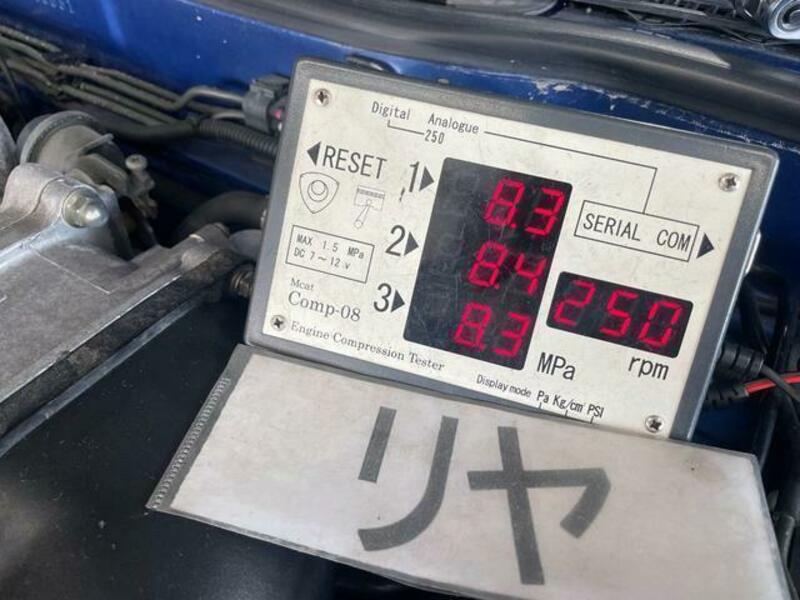 Digital Analogue
250
RESET
1
8.3
SERIAL COM
2
8.4
MAX 1.5 MPa
DC 7～12 v
250
3
8.3
Mcat
Comp-08
MPa
rpm
Engine Compression Tester
Display mode Pa Kg/cm² PSI
リヤ